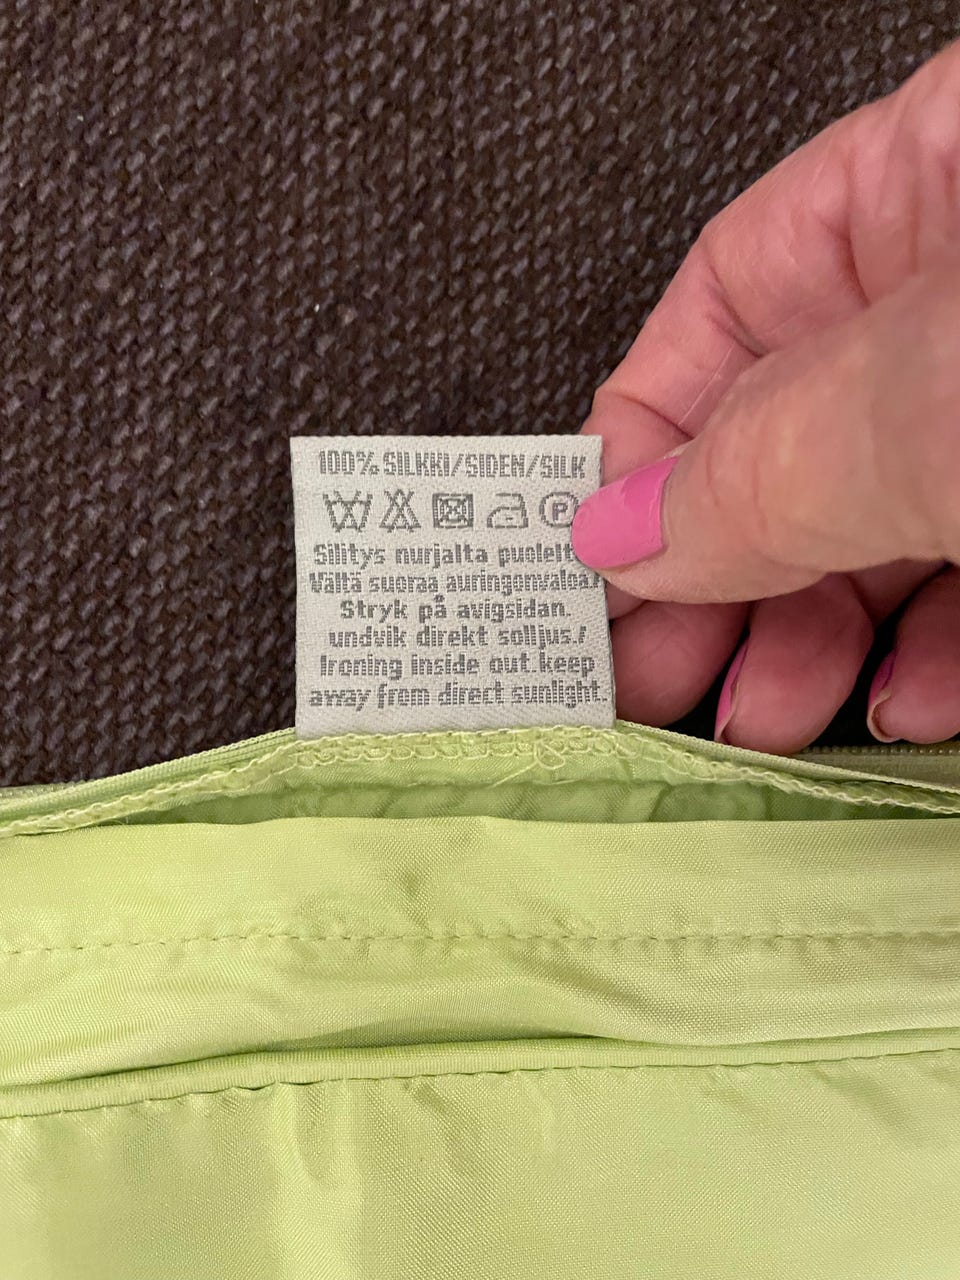 100% SILKKI/SIDEN/SILK
P
Silitys nurjalta
Vältä suoraa auringonvaloa./
Stryk på avigsidan.
undvik direkt solljus./
Ironing inside out.keep
away from direct sunlight.